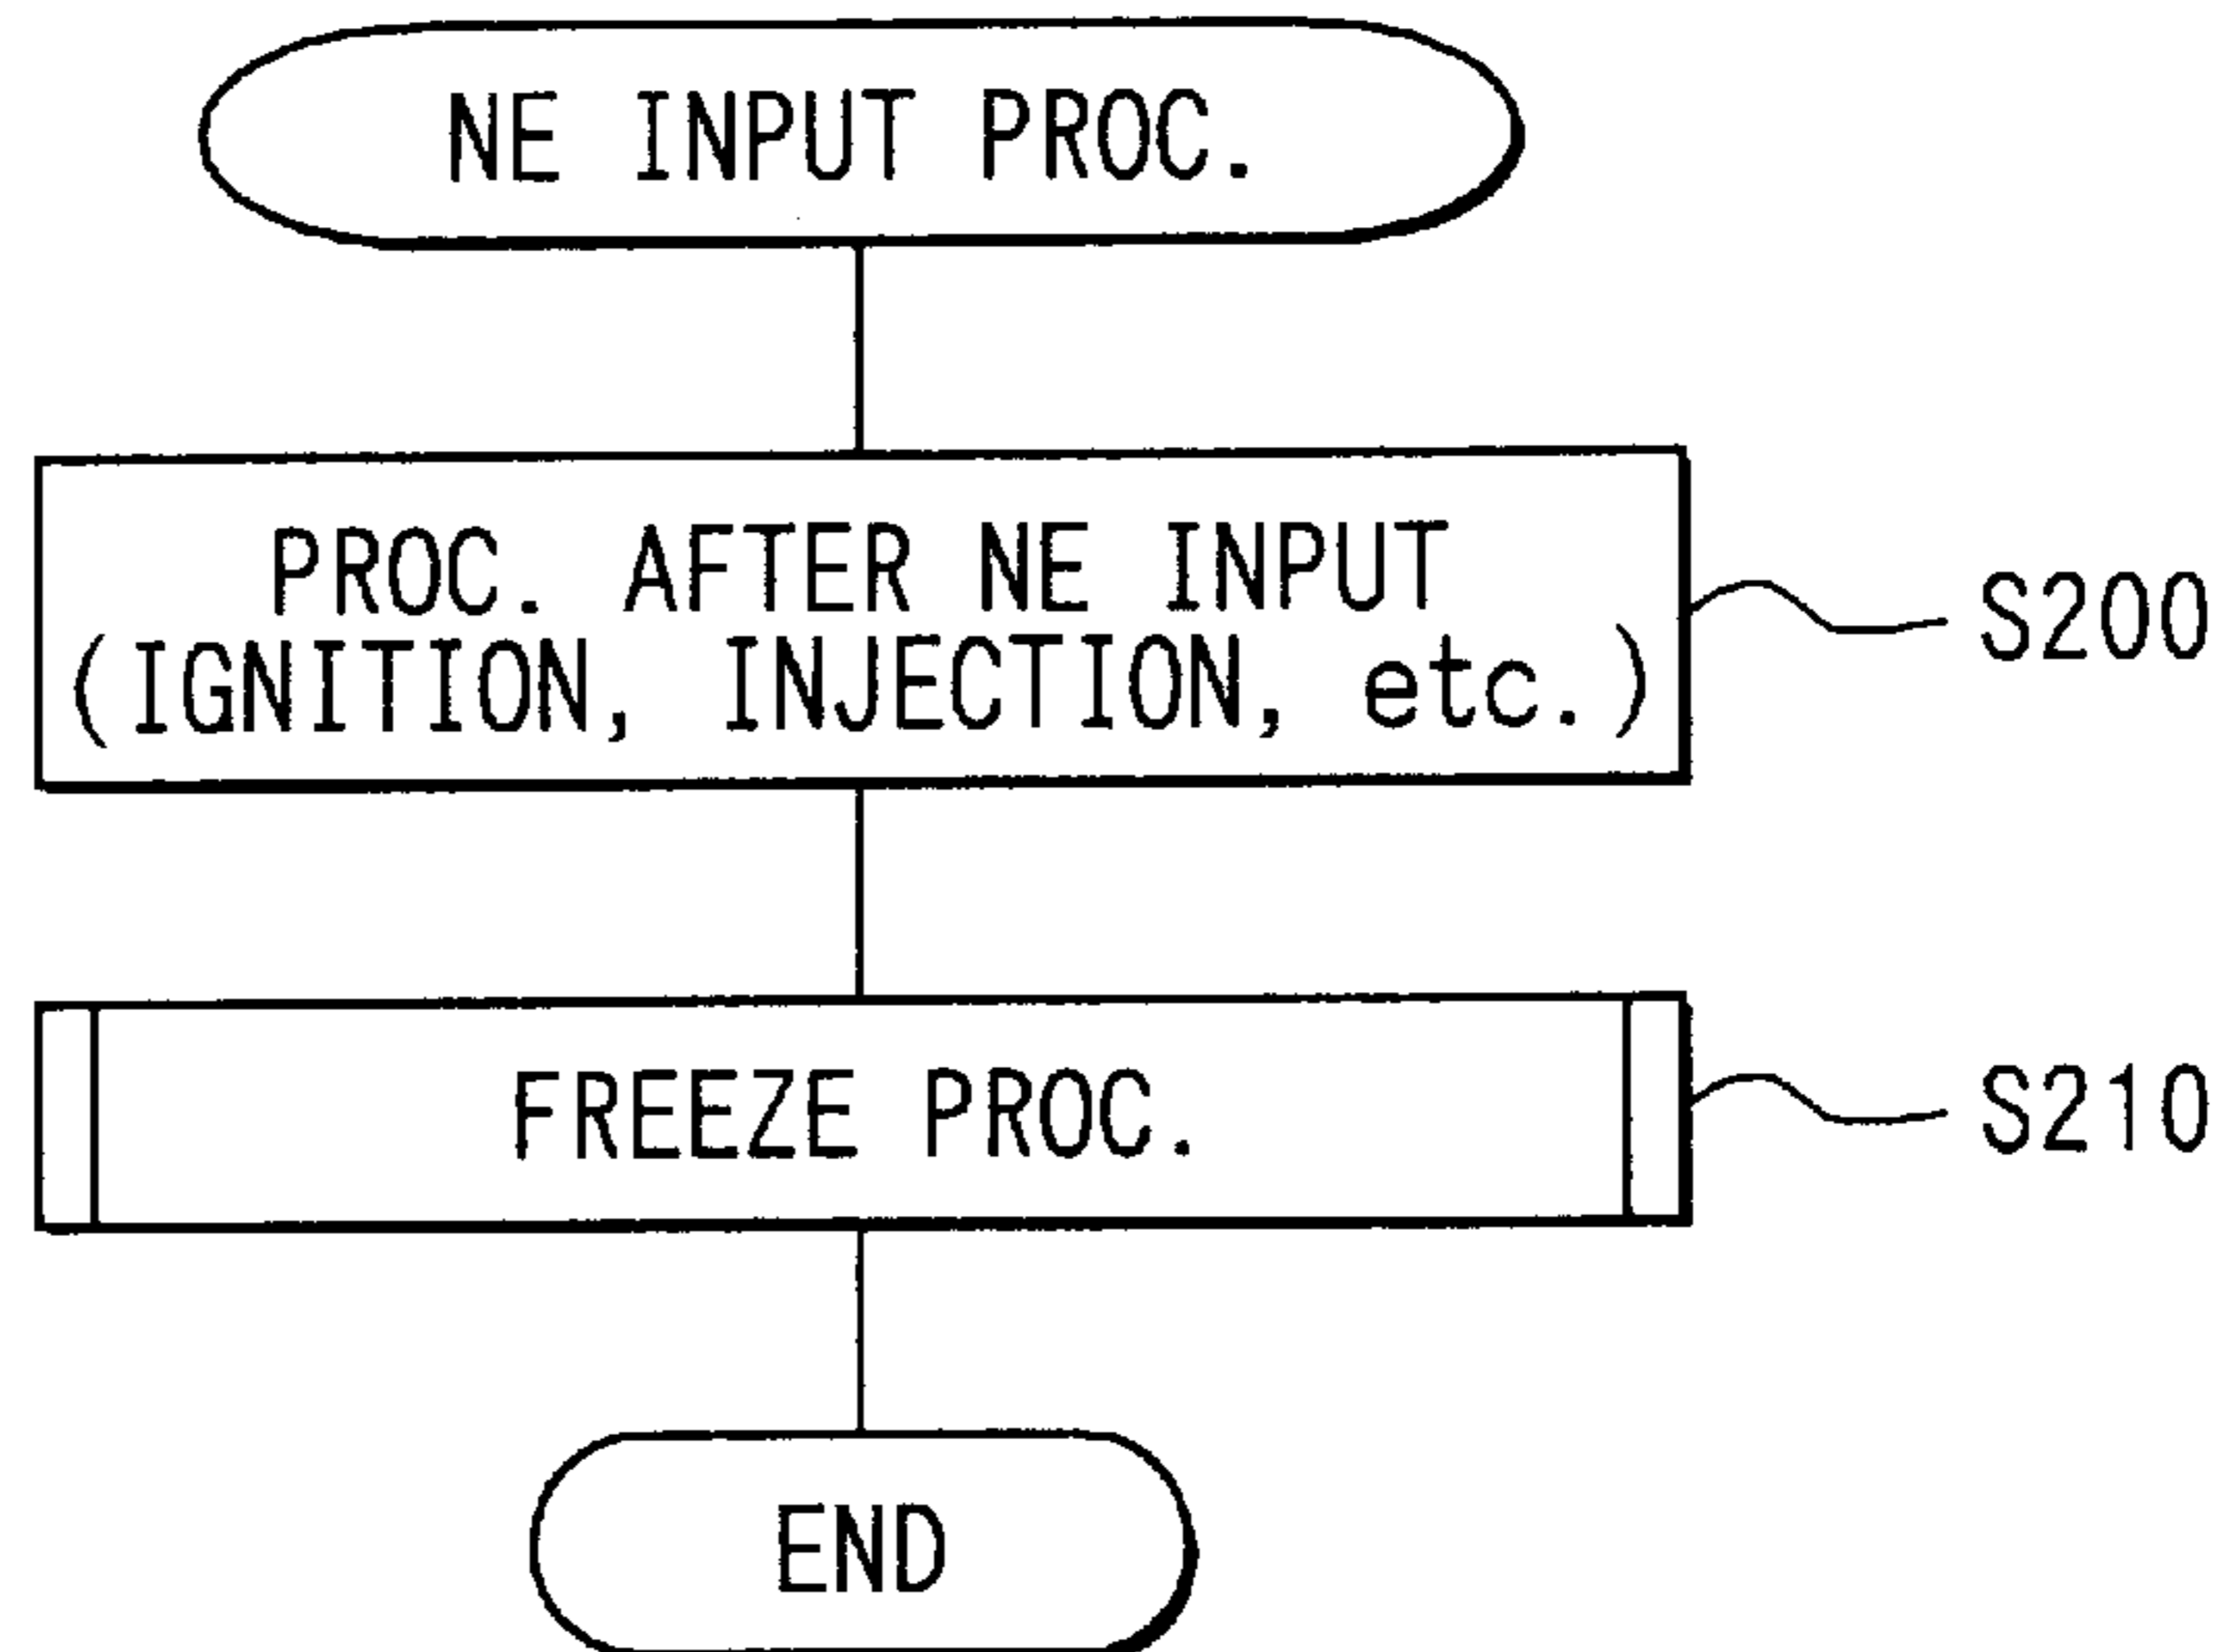 NE INPUT PROC.
PROC. AFTER NE INPUT
(IGNITION, INJECTION, etc.)
S200
FREEZE PROC.
S210
END